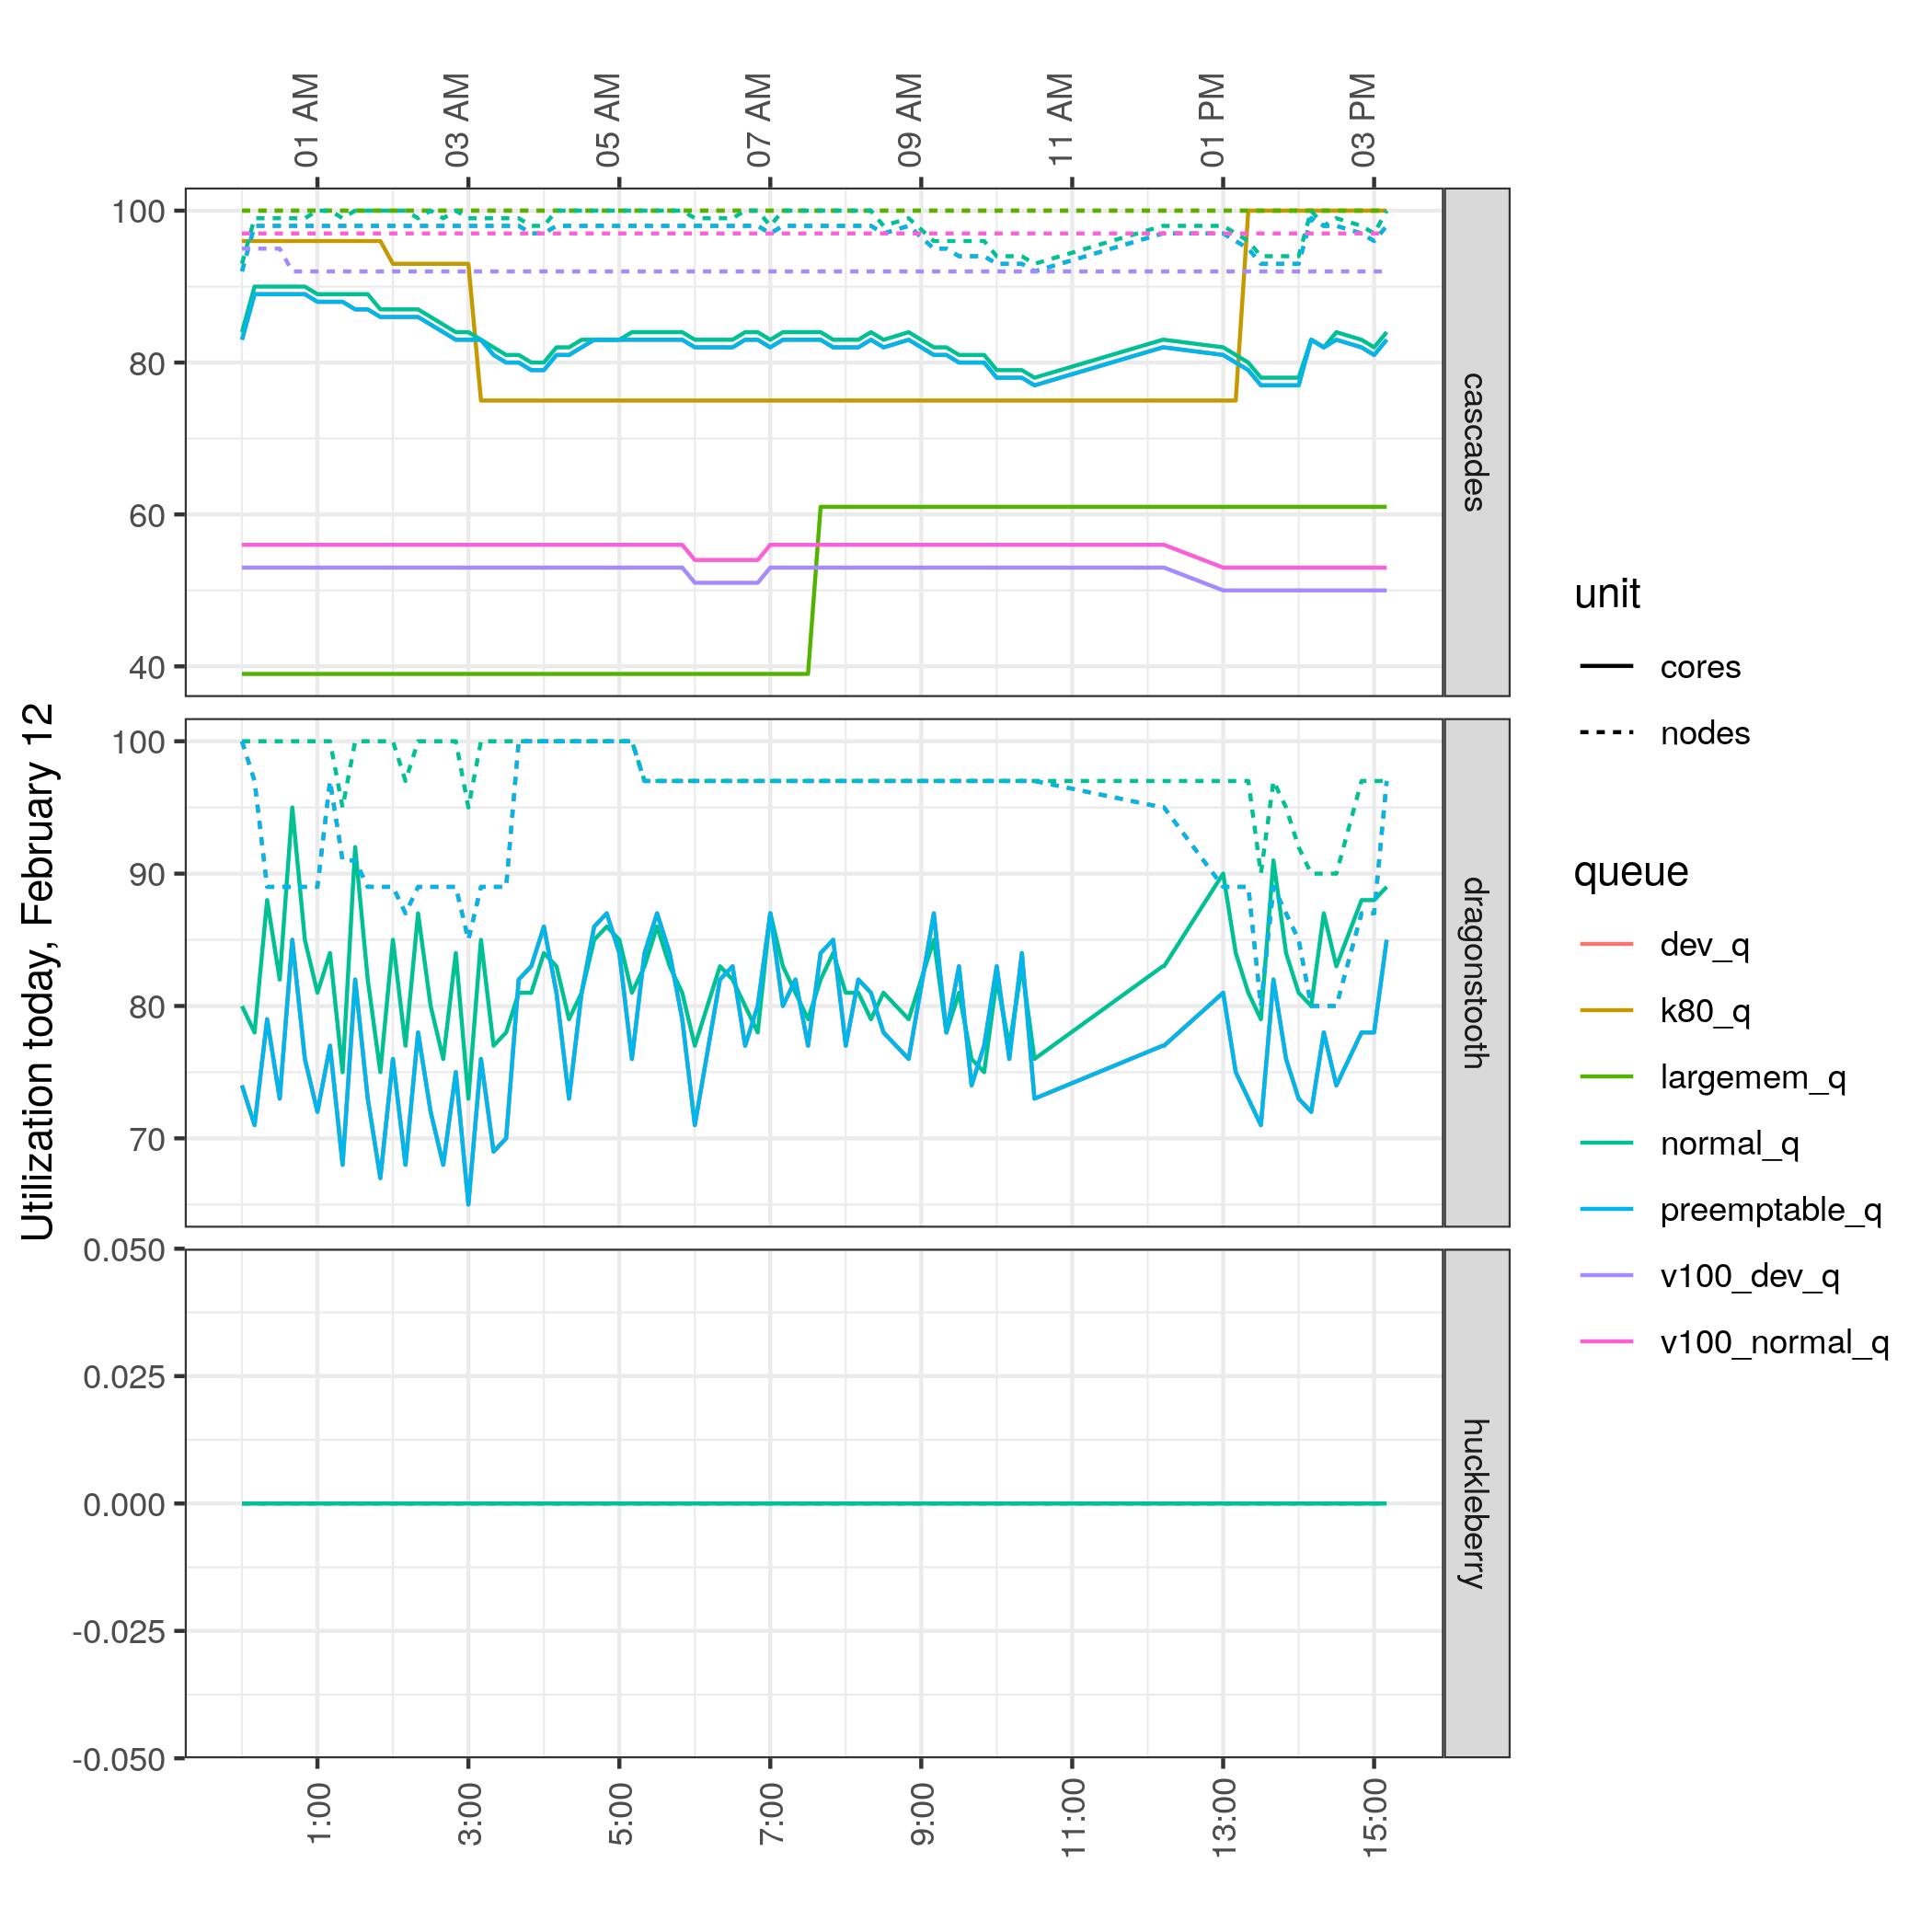 01 AM
03 AM
05 AM
07 AM
09 AM
11 AM
01 PM
03 PM
Utilization today, February 12
100
80
60
40
cascades
100
90
80
70
dragonstooth
0.050
0.025
0.000
-0.025
-0.050
huckleberry
1:00
3:00
5:00
7:00
9:00
11:00
13:00
15:00
unit
cores
nodes
queue
dev_q
k80_q
largemem_q
normal_q
preemptable_q
v100_dev_q
v100_normal_q